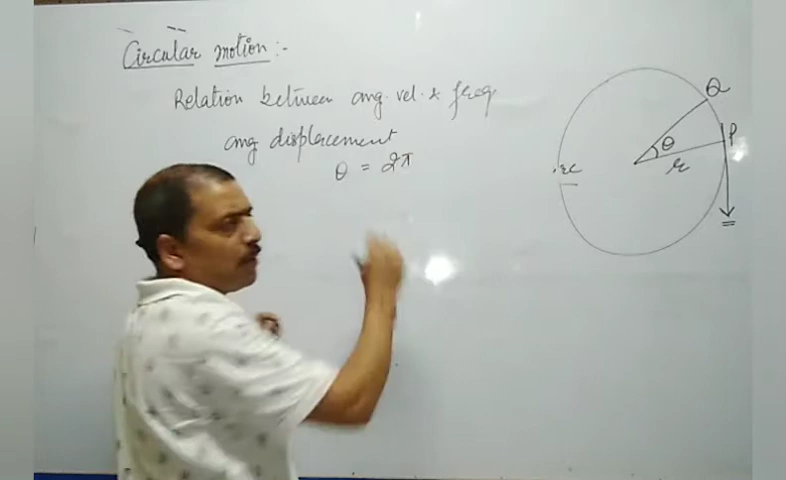 Circular motion :-
Relation between ang. vel. & freq
ang displacement
θ = 2π
Q
P
θ
r